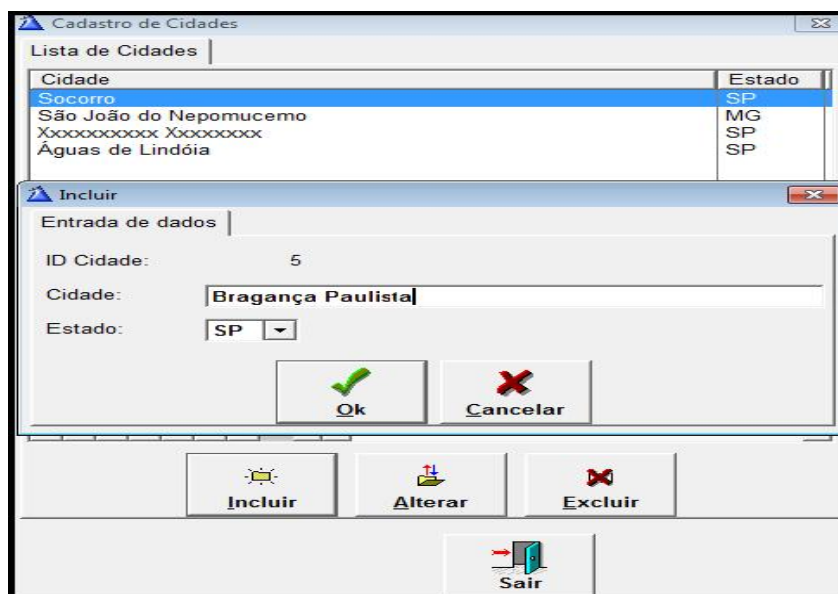 Cadastro de Cidades
Lista de Cidades
Cidade Estado
Socorro SP
São João do Nepomucemo MG
Xxxxxxxxxx Xxxxxxxx SP
Águas de Lindóia SP
Incluir
Entrada de dados
ID Cidade: 5
Cidade: Bragança Paulista
Estado: SP
Ok Cancelar
Incluir Alterar Excluir
Sair